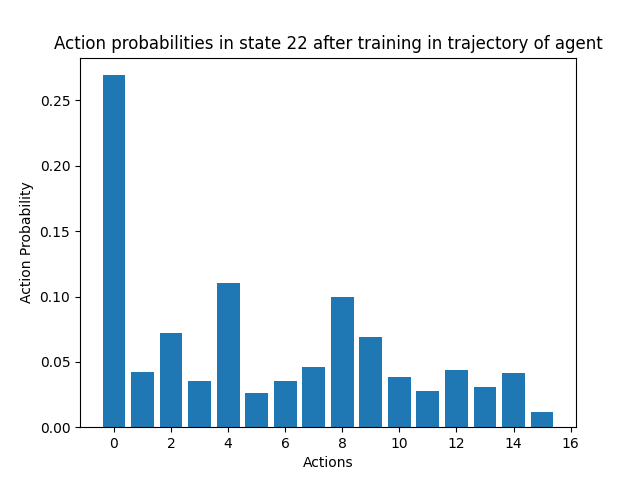 Action probabilities in state 22 after training in trajectory of agent
Action Probability
0.25
0.20
0.15
0.10
0.05
0.00
0 2 4 6 8 10 12 14 16
Actions